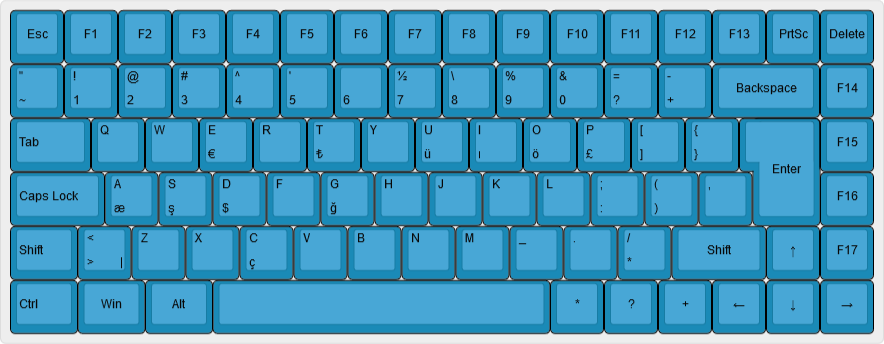 Esc F1 F2 F3 F4 F5 F6 F7 F8 F9 F10 F11 F12 F13 PrtSc Delete
" ! @ # ^ ' ½ \ % & = - Backspace F14
~ 1 2 3 4 5 6 7 8 9 0 ? +
Tab Q W E R T Y U I O P [ { F15
€ ₺ ü ı ö £ ] }
Enter
Caps Lock A S D F G H J K L ; ( , F16
æ ş $ ğ : )
Shift < Z X C V B N M _ . / Shift ↑ F17
> | ç *
Ctrl Win Alt * ? + ← ↓ →